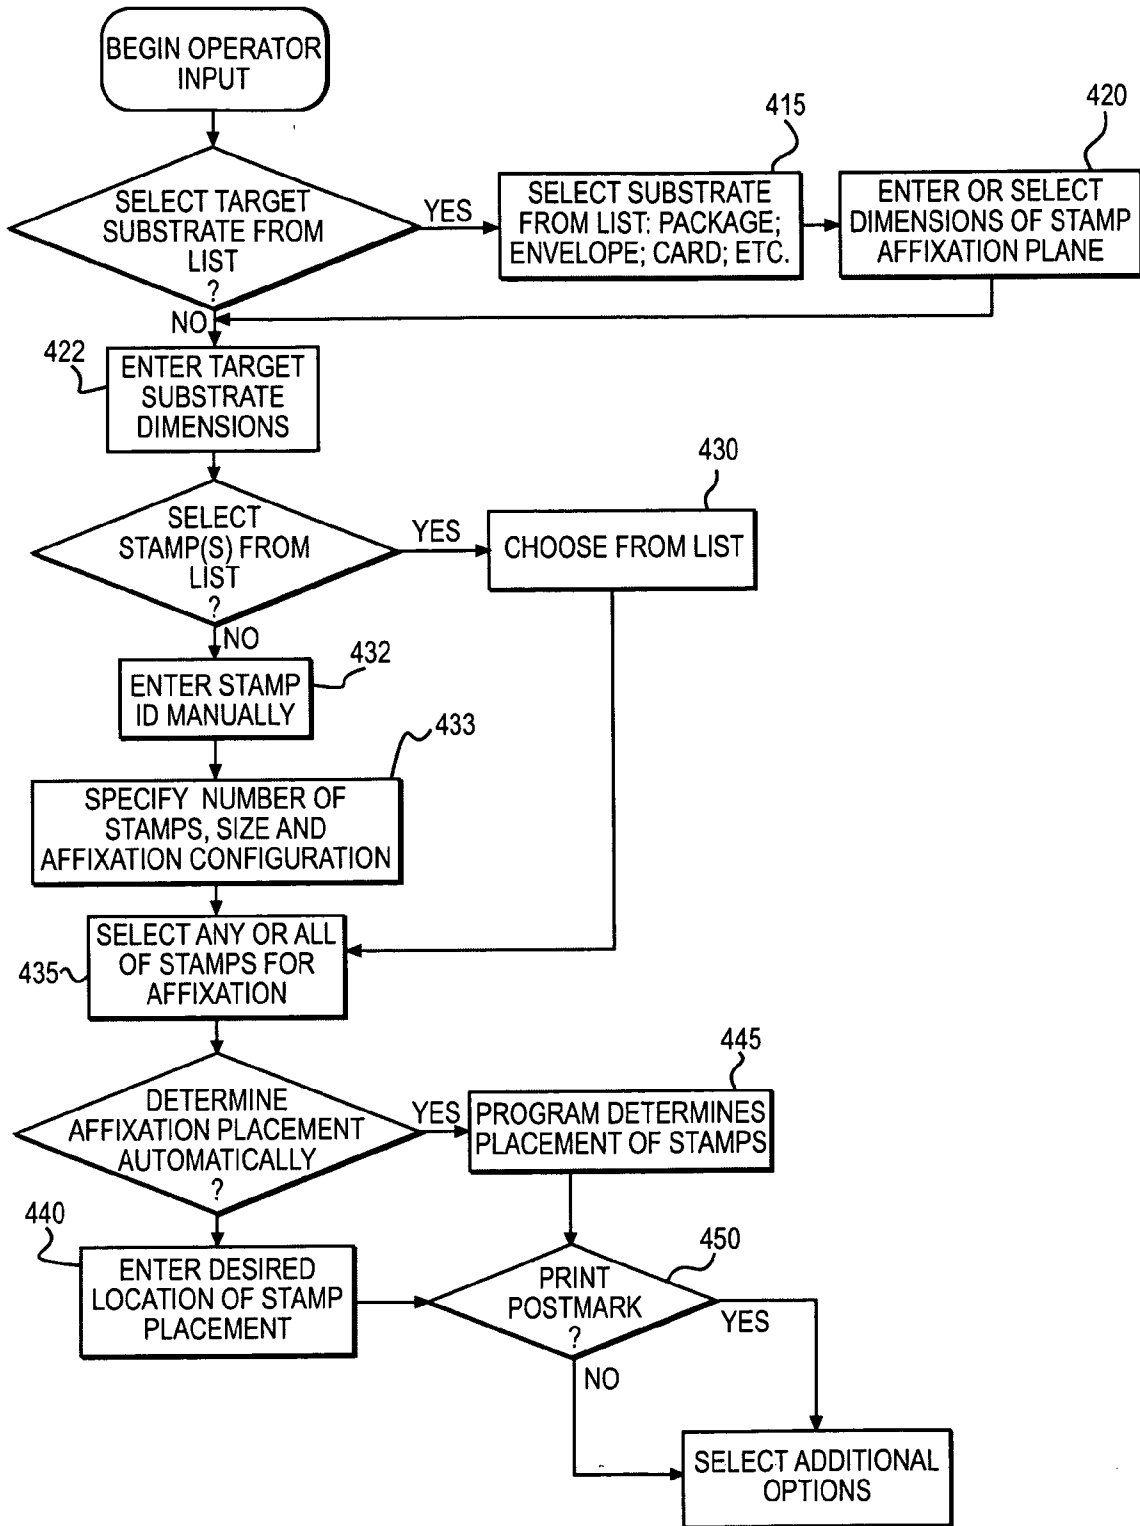 BEGIN OPERATOR
INPUT
SELECT TARGET
SUBSTRATE FROM
LIST
?
YES
415
SELECT SUBSTRATE
FROM LIST: PACKAGE;
ENVELOPE; CARD; ETC.
420
ENTER OR SELECT
DIMENSIONS OF STAMP
AFFIXATION PLANE
NO
422
ENTER TARGET
SUBSTRATE
DIMENSIONS
SELECT
STAMP(S) FROM
LIST
?
YES
430
CHOOSE FROM LIST
NO
432
ENTER STAMP
ID MANUALLY
433
SPECIFY NUMBER OF
STAMPS, SIZE AND
AFFIXATION CONFIGURATION
435
SELECT ANY OR ALL
OF STAMPS FOR
AFFIXATION
DETERMINE
AFFIXATION PLACEMENT
AUTOMATICALLY
?
YES
445
PROGRAM DETERMINES
PLACEMENT OF STAMPS
440
ENTER DESIRED
LOCATION OF STAMP
PLACEMENT
450
PRINT
POSTMARK
?
YES
NO
SELECT ADDITIONAL
OPTIONS